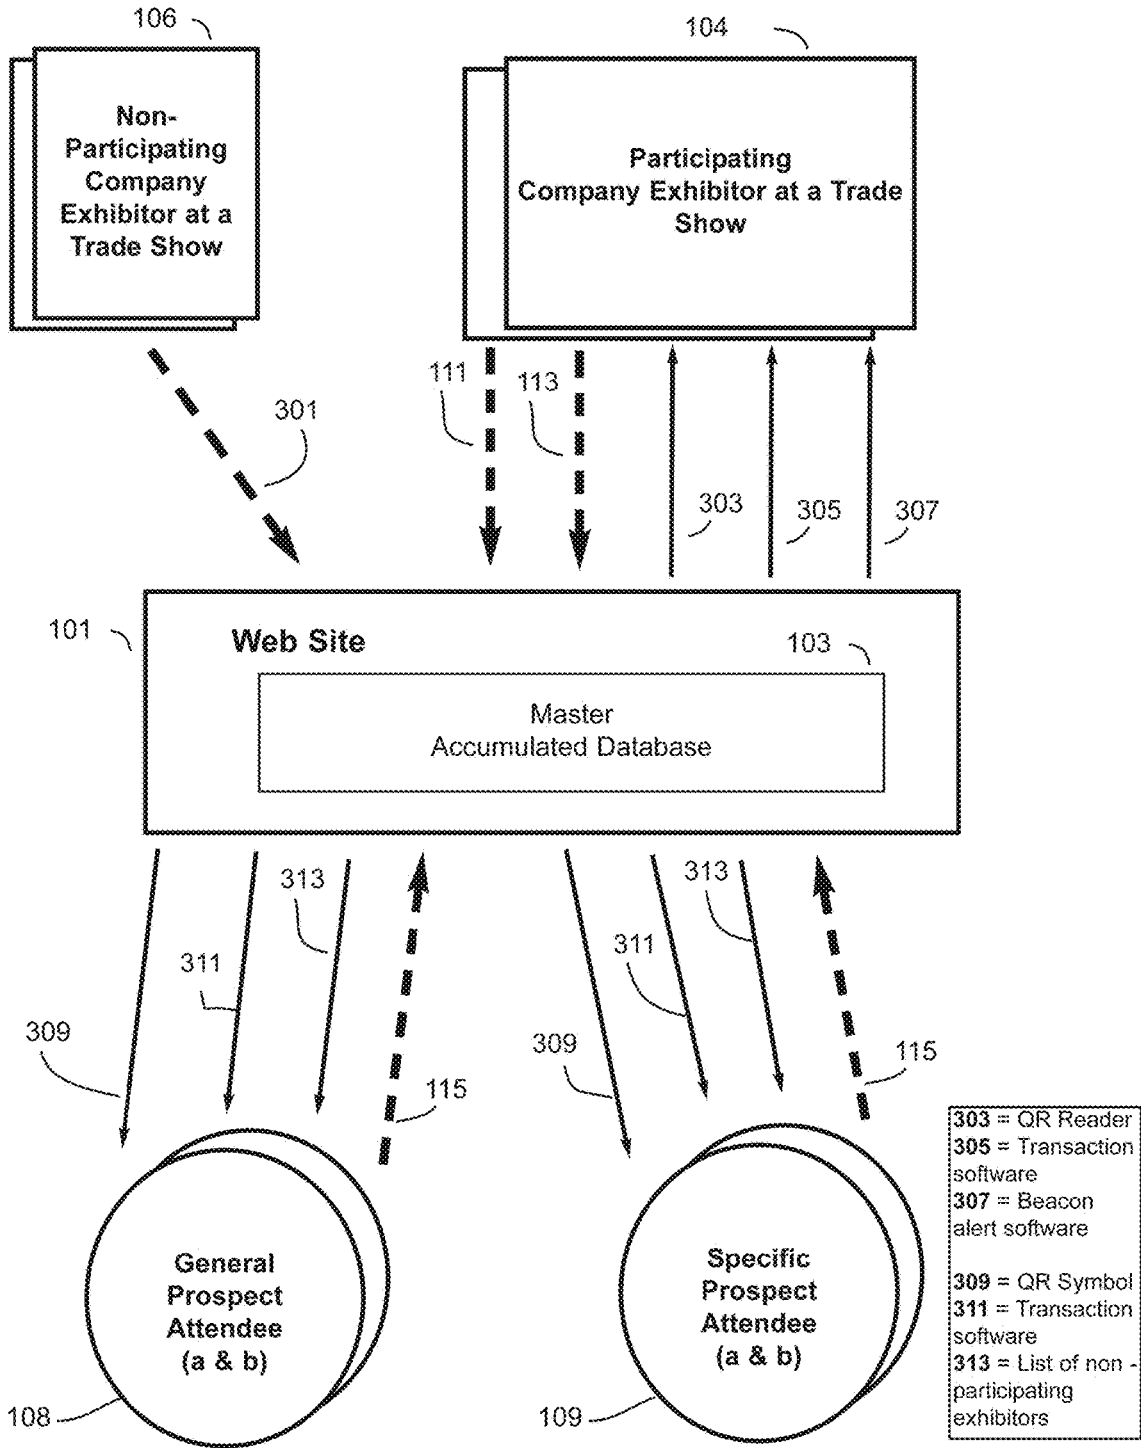 106
104
Non-
Participating
Company
Exhibitor at a
Trade Show
Participating
Company Exhibitor at a Trade
Show
111
113
301
303
305
307
101
Web Site
103
Master
Accumulated Database
313
313
311
311
309
309
115
115
General
Prospect
Attendee
(a & b)
Specific
Prospect
Attendee
(a & b)
108
109
303 = QR Reader
305 = Transaction
software
307 = Beacon
alert software
309 = QR Symbol
311 = Transaction
software
313 = List of non -
participating
exhibitors